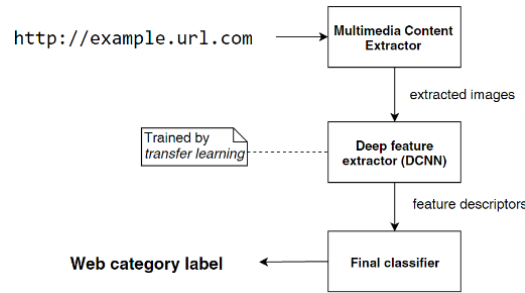 http://example.url.com
Multimedia Content
Extractor
extracted images
Trained by
transfer learning
Deep feature
extractor (DCNN)
feature descriptors
Web category label
Final classifier